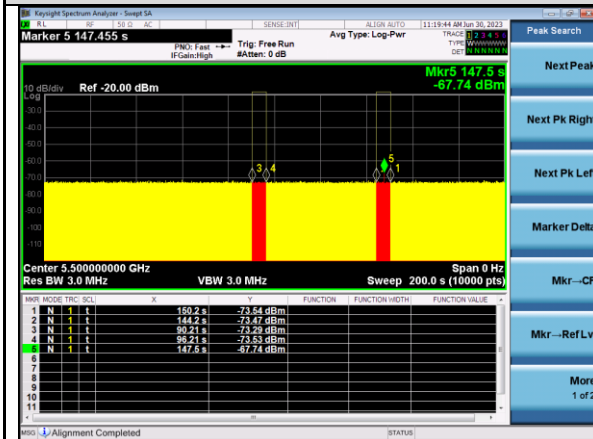 Keysight Spectrum Analyzer - Swept SA
RL RF 50 Ω AC SENSE:INT ALIGN AUTO 11:19:44 AM Jun 30, 2023
Marker 5 147.455 s
PNO: Fast
IFGain:High
Trig: Free Run
#Atten: 0 dB
Avg Type: Log-Pwr
TRACE 1 2 3 4 5 6
TYPE WWWWWW
DET N N N N N N
Peak Search
Mkr5 147.5 s
-67.74 dBm
10 dB/div Ref -20.00 dBm
Log
-30.0
-40.0
-50.0
-60.0
-70.0
-80.0
-90.0
-100
-110
3 4 5 1
Center 5.500000000 GHz Span 0 Hz
Res BW 3.0 MHz VBW 3.0 MHz Sweep 200.0 s (10000 pts)
MKR MODE TRC SCL X Y FUNCTION FUNCTION WIDTH FUNCTION VALUE
1 N 1 t 150.2 s -73.54 dBm
2 N 1 t 144.2 s -73.47 dBm
3 N 1 t 90.21 s -73.29 dBm
4 N 1 t 96.21 s -73.53 dBm
5 N 1 t 147.5 s -67.74 dBm
6
7
8
9
10
11
MSG Alignment Completed STATUS
Next Peak
Next Pk Right
Next Pk Left
Marker Delta
Mkr→CF
Mkr→Ref Lv
More
1 of 2